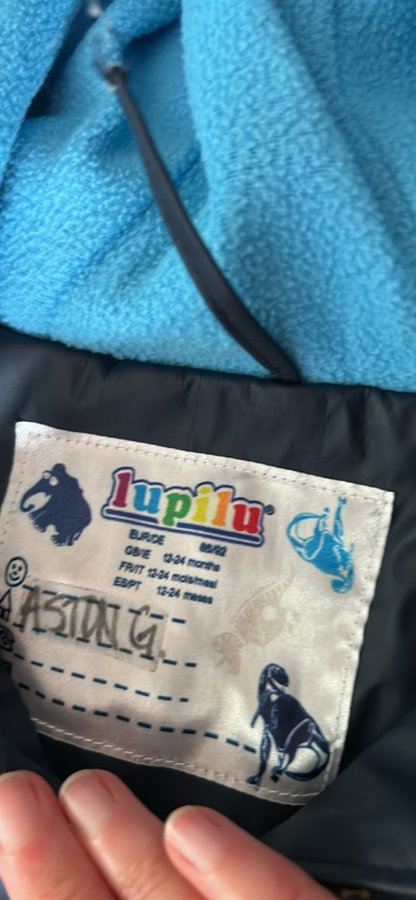 lupilu®
EUR/DE 86/92
GB/IE 12-24 months
FR/IT 12-24 mois/mesi
ES/PT 12-24 meses
ASTON G.